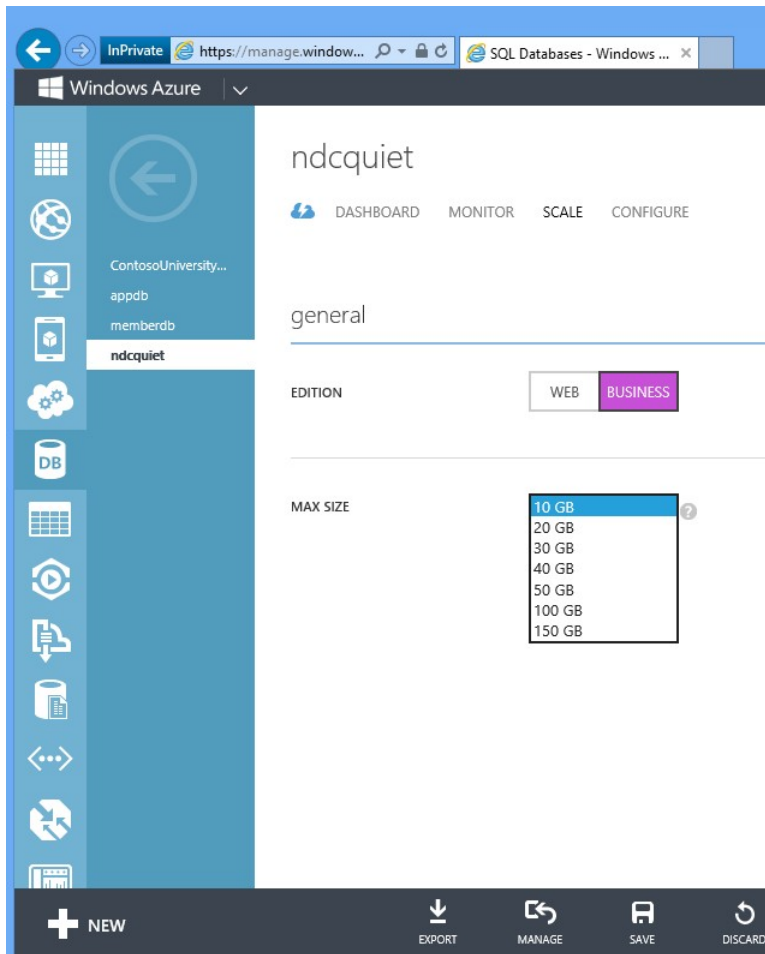 InPrivate https://manage.window... SQL Databases - Windows ...
Windows Azure
ndcquiet
DASHBOARD MONITOR SCALE CONFIGURE
ContosoUniversity...
appdb
memberdb
ndcquiet
general
EDITION WEB BUSINESS
DB
MAX SIZE 10 GB ?
20 GB
30 GB
40 GB
50 GB
100 GB
150 GB
NEW EXPORT MANAGE SAVE DISCARD